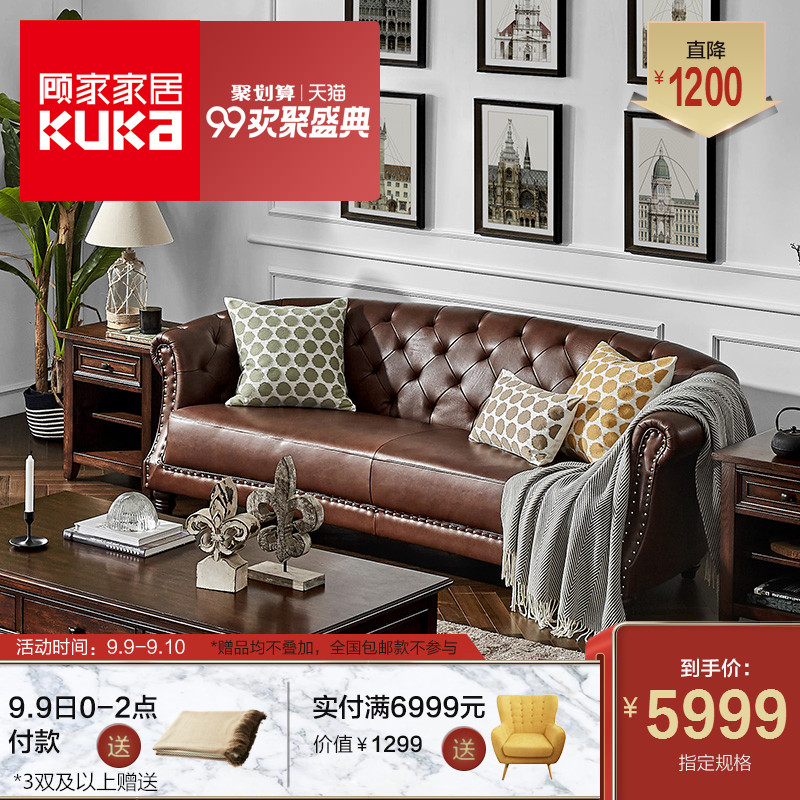 顾家家居
KUKa
聚划算|天猫
99欢聚盛典
直降
¥1200
活动时间：9.9-9.10
*赠品均不叠加，全国包邮款不参与
9.9日0-2点
付款
送
*3双及以上赠送
实付满6999元
价值¥1299
送
到手价：
¥5999
指定规格